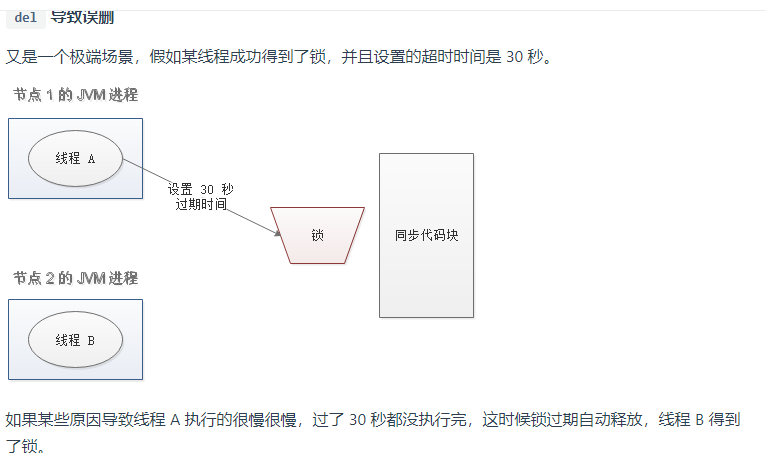 del 导致误删
又是一个极端场景，假如某线程成功得到了锁，并且设置的超时时间是 30 秒。
节点 1 的 JVM 进程
线程 A
设置 30 秒
过期时间
锁
同步代码块
节点 2 的 JVM 进程
线程 B
如果某些原因导致线程 A 执行的很慢很慢，过了 30 秒都没执行完，这时候锁过期自动释放，线程 B 得到
了锁。